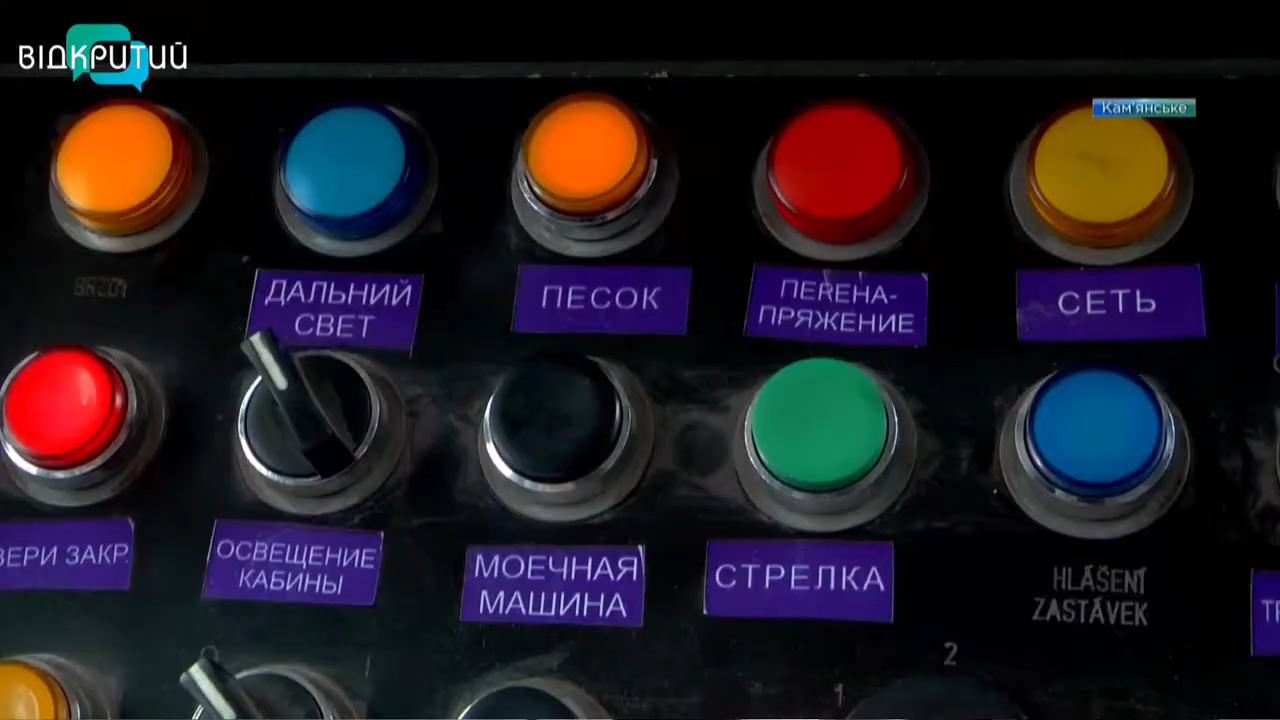 ВІДКРИТИЙ
Кам'янське
ДАЛЬНИЙ
СВЕТ
ПЕСОК
ПЕРЕНА-
ПРЯЖЕНИЕ
СЕТЬ
ВЕРИ ЗАКР.
ОСВЕЩЕНИЕ
КАБИНЫ
МОЕЧНАЯ
МАШИНА
СТРЕЛКА
HLÁŠENÍ
ZASTÁVEK
1
2